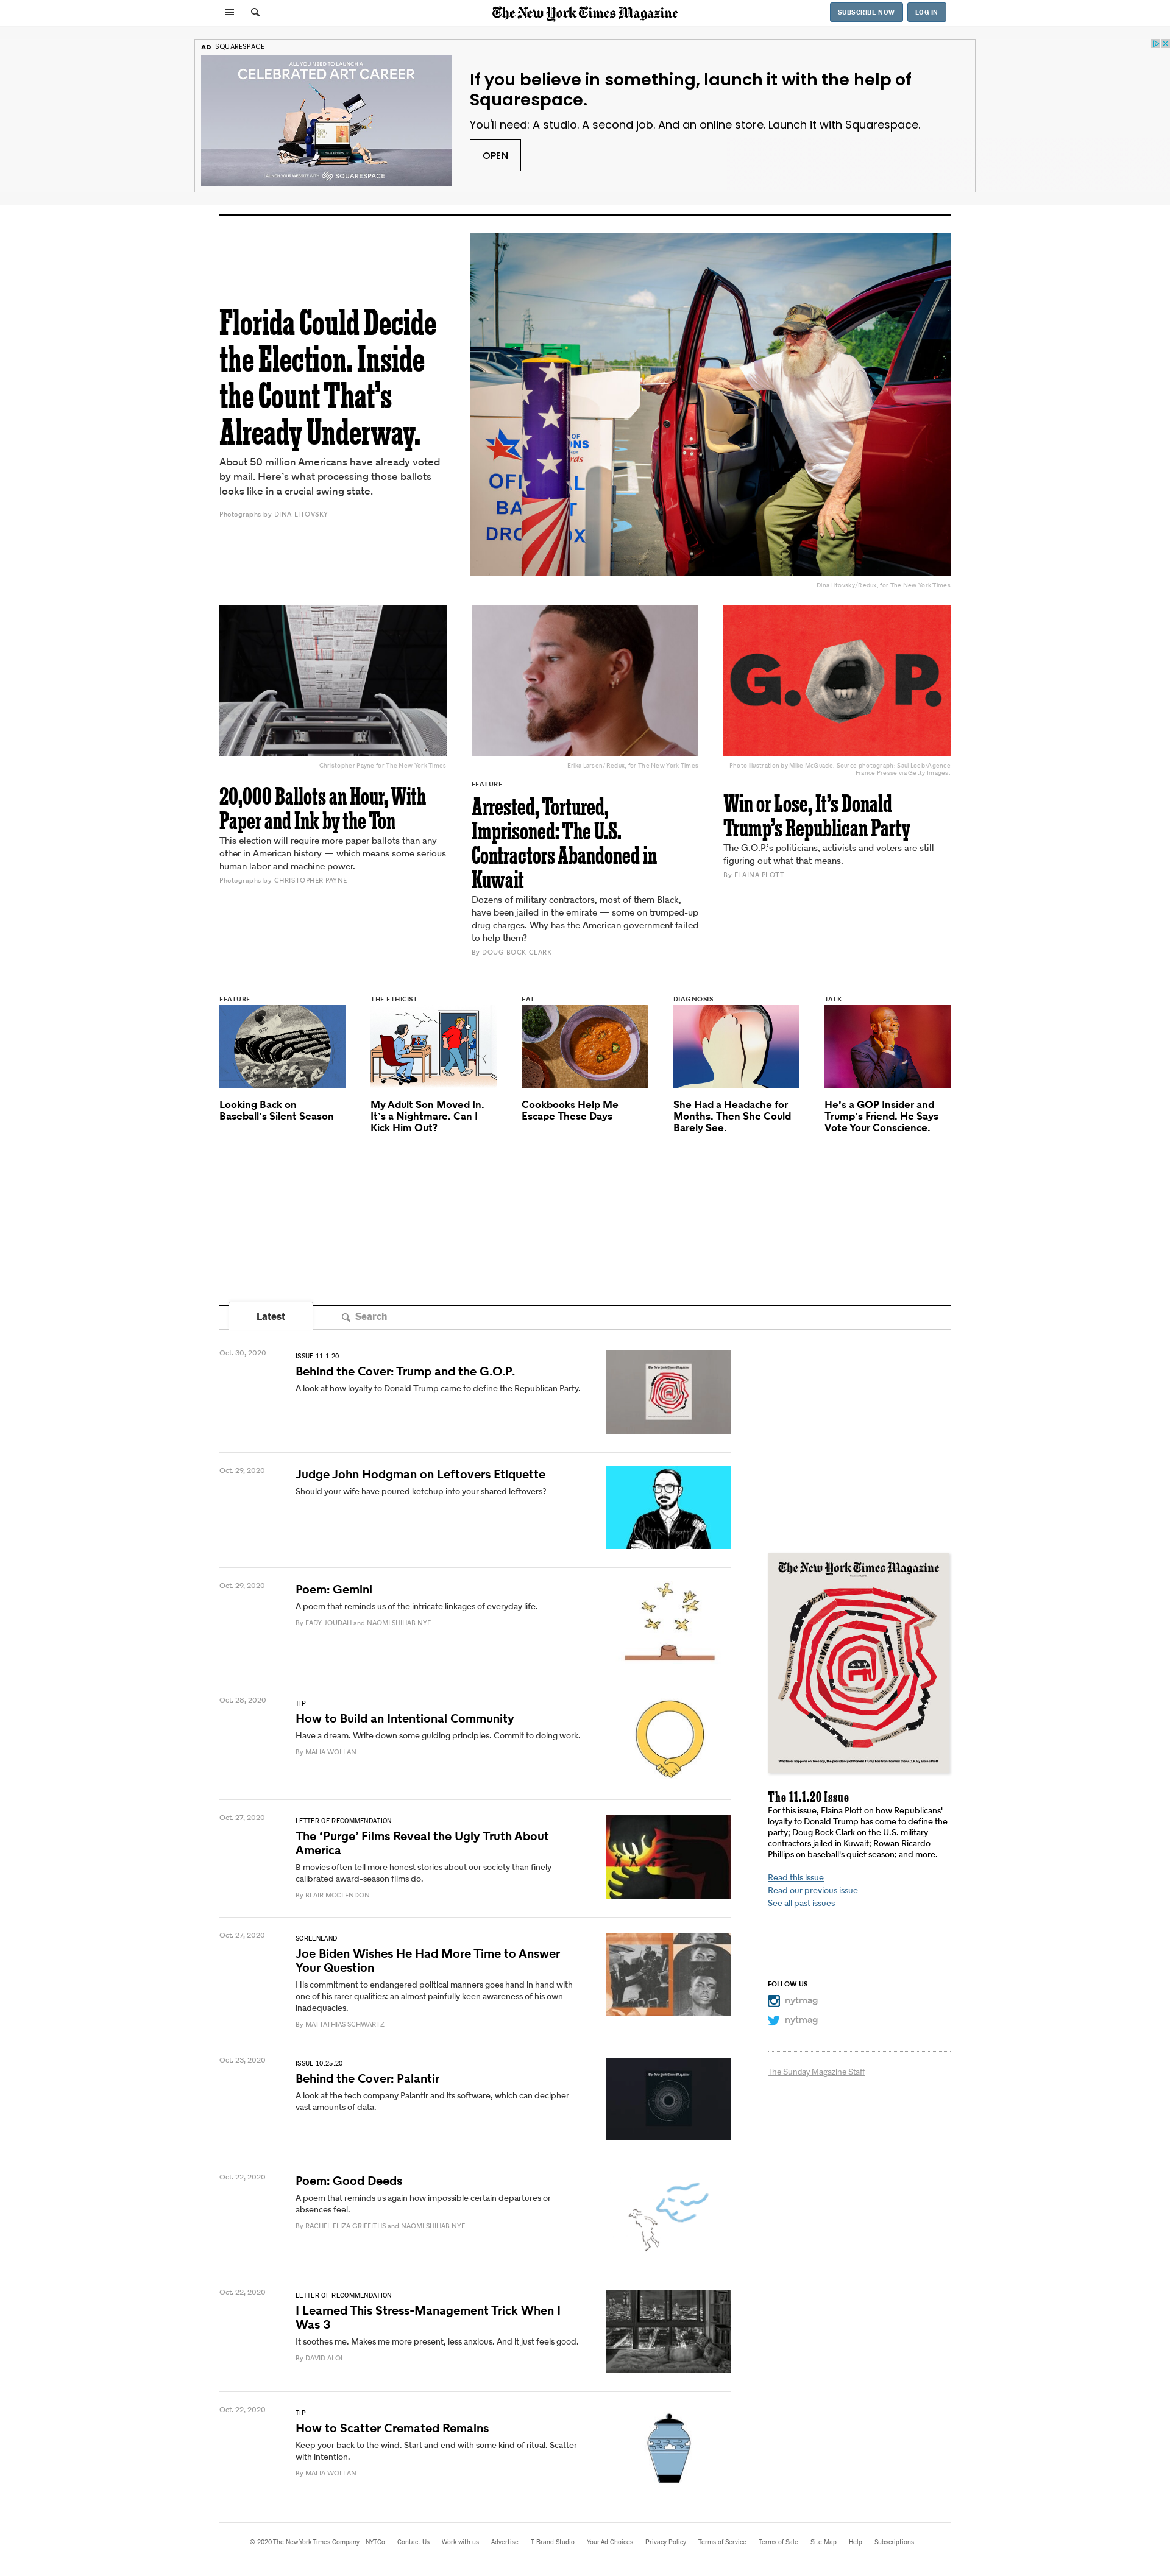 The New York Times Magazine
SUBSCRIBE NOW
LOG IN
AD SQUARESPACE
ALL YOU NEED TO LAUNCH A
CELEBRATED ART CAREER
LAUNCH YOUR WEBSITE WITH SQUARESPACE
If you believe in something, launch it with the help of
Squarespace.
You'll need: A studio. A second job. And an online store. Launch it with Squarespace.
OPEN
Florida Could Decide
the Election. Inside
the Count That’s
Already Underway.
About 50 million Americans have already voted
by mail. Here’s what processing those ballots
looks like in a crucial swing state.
Photographs by DINA LITOVSKY
Dina Litovsky/Redux, for The New York Times
Christopher Payne for The New York Times
20,000 Ballots an Hour, With
Paper and Ink by the Ton
This election will require more paper ballots than any
other in American history — which means some serious
human labor and machine power.
Photographs by CHRISTOPHER PAYNE
Erika Larsen/Redux, for The New York Times
FEATURE
Arrested, Tortured,
Imprisoned: The U.S.
Contractors Abandoned in
Kuwait
Dozens of military contractors, most of them Black,
have been jailed in the emirate — some on trumped-up
drug charges. Why has the American government failed
to help them?
By DOUG BOCK CLARK
G. P.
Photo illustration by Mike McQuade. Source photograph: Saul Loeb/Agence
France Presse via Getty Images.
Win or Lose, It’s Donald
Trump’s Republican Party
The G.O.P.’s politicians, activists and voters are still
figuring out what that means.
By ELAINA PLOTT
FEATURE
Looking Back on
Baseball’s Silent Season
THE ETHICIST
My Adult Son Moved In.
It’s a Nightmare. Can I
Kick Him Out?
EAT
Cookbooks Help Me
Escape These Days
DIAGNOSIS
She Had a Headache for
Months. Then She Could
Barely See.
TALK
He’s a GOP Insider and
Trump’s Friend. He Says
Vote Your Conscience.
Latest
Search
Oct. 30, 2020
ISSUE 11.1.20
Behind the Cover: Trump and the G.O.P.
A look at how loyalty to Donald Trump came to define the Republican Party.
Oct. 29, 2020
Judge John Hodgman on Leftovers Etiquette
Should your wife have poured ketchup into your shared leftovers?
Oct. 29, 2020
Poem: Gemini
A poem that reminds us of the intricate linkages of everyday life.
By FADY JOUDAH and NAOMI SHIHAB NYE
Oct. 28, 2020
TIP
How to Build an Intentional Community
Have a dream. Write down some guiding principles. Commit to doing work.
By MALIA WOLLAN
Oct. 27, 2020
LETTER OF RECOMMENDATION
The ‘Purge’ Films Reveal the Ugly Truth About
America
B movies often tell more honest stories about our society than finely
calibrated award-season films do.
By BLAIR MCCLENDON
Oct. 27, 2020
SCREENLAND
Joe Biden Wishes He Had More Time to Answer
Your Question
His commitment to endangered political manners goes hand in hand with
one of his rarer qualities: an almost painfully keen awareness of his own
inadequacies.
By MATTATHIAS SCHWARTZ
Oct. 23, 2020
ISSUE 10.25.20
Behind the Cover: Palantir
A look at the tech company Palantir and its software, which can decipher
vast amounts of data.
Oct. 22, 2020
Poem: Good Deeds
A poem that reminds us again how impossible certain departures or
absences feel.
By RACHEL ELIZA GRIFFITHS and NAOMI SHIHAB NYE
Oct. 22, 2020
LETTER OF RECOMMENDATION
I Learned This Stress-Management Trick When I
Was 3
It soothes me. Makes me more present, less anxious. And it just feels good.
By DAVID ALOI
Oct. 22, 2020
TIP
How to Scatter Cremated Remains
Keep your back to the wind. Start and end with some kind of ritual. Scatter
with intention.
By MALIA WOLLAN
The New York Times Magazine
Whatever happens on Tuesday, the presidency of Donald Trump has transformed the G.O.P. By Elaina Plott
The 11.1.20 Issue
For this issue, Elaina Plott on how Republicans’
loyalty to Donald Trump has come to define the
party; Doug Bock Clark on the U.S. military
contractors jailed in Kuwait; Rowan Ricardo
Phillips on baseball’s quiet season; and more.
Read this issue
Read our previous issue
See all past issues
FOLLOW US
nytmag
nytmag
The Sunday Magazine Staff
© 2020 The New York Times Company NYTCo Contact Us Work with us Advertise T Brand Studio Your Ad Choices Privacy Policy Terms of Service Terms of Sale Site Map Help Subscriptions